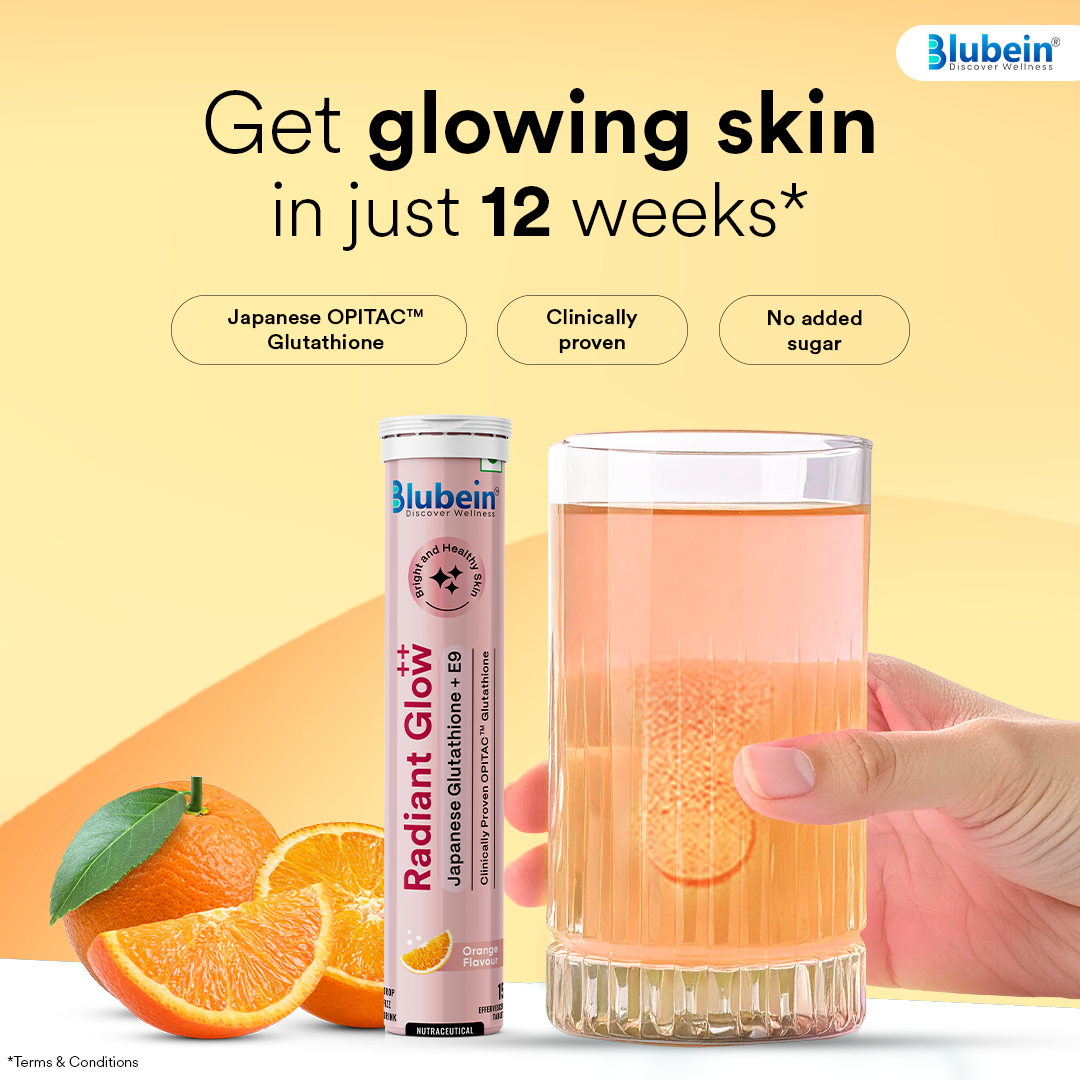 Blubein®
Discover Wellness
Get glowing skin
in just 12 weeks*
Japanese OPITAC™
Glutathione
Clinically
proven
No added
sugar
Blubein
Discover Wellness
Bright and Healthy Skin
Radiant Glow++
Japanese Glutathione + E9
Clinically Proven OPITAC™ Glutathione
Orange
Flavour
15
NUTRACEUTICAL
*Terms & Conditions